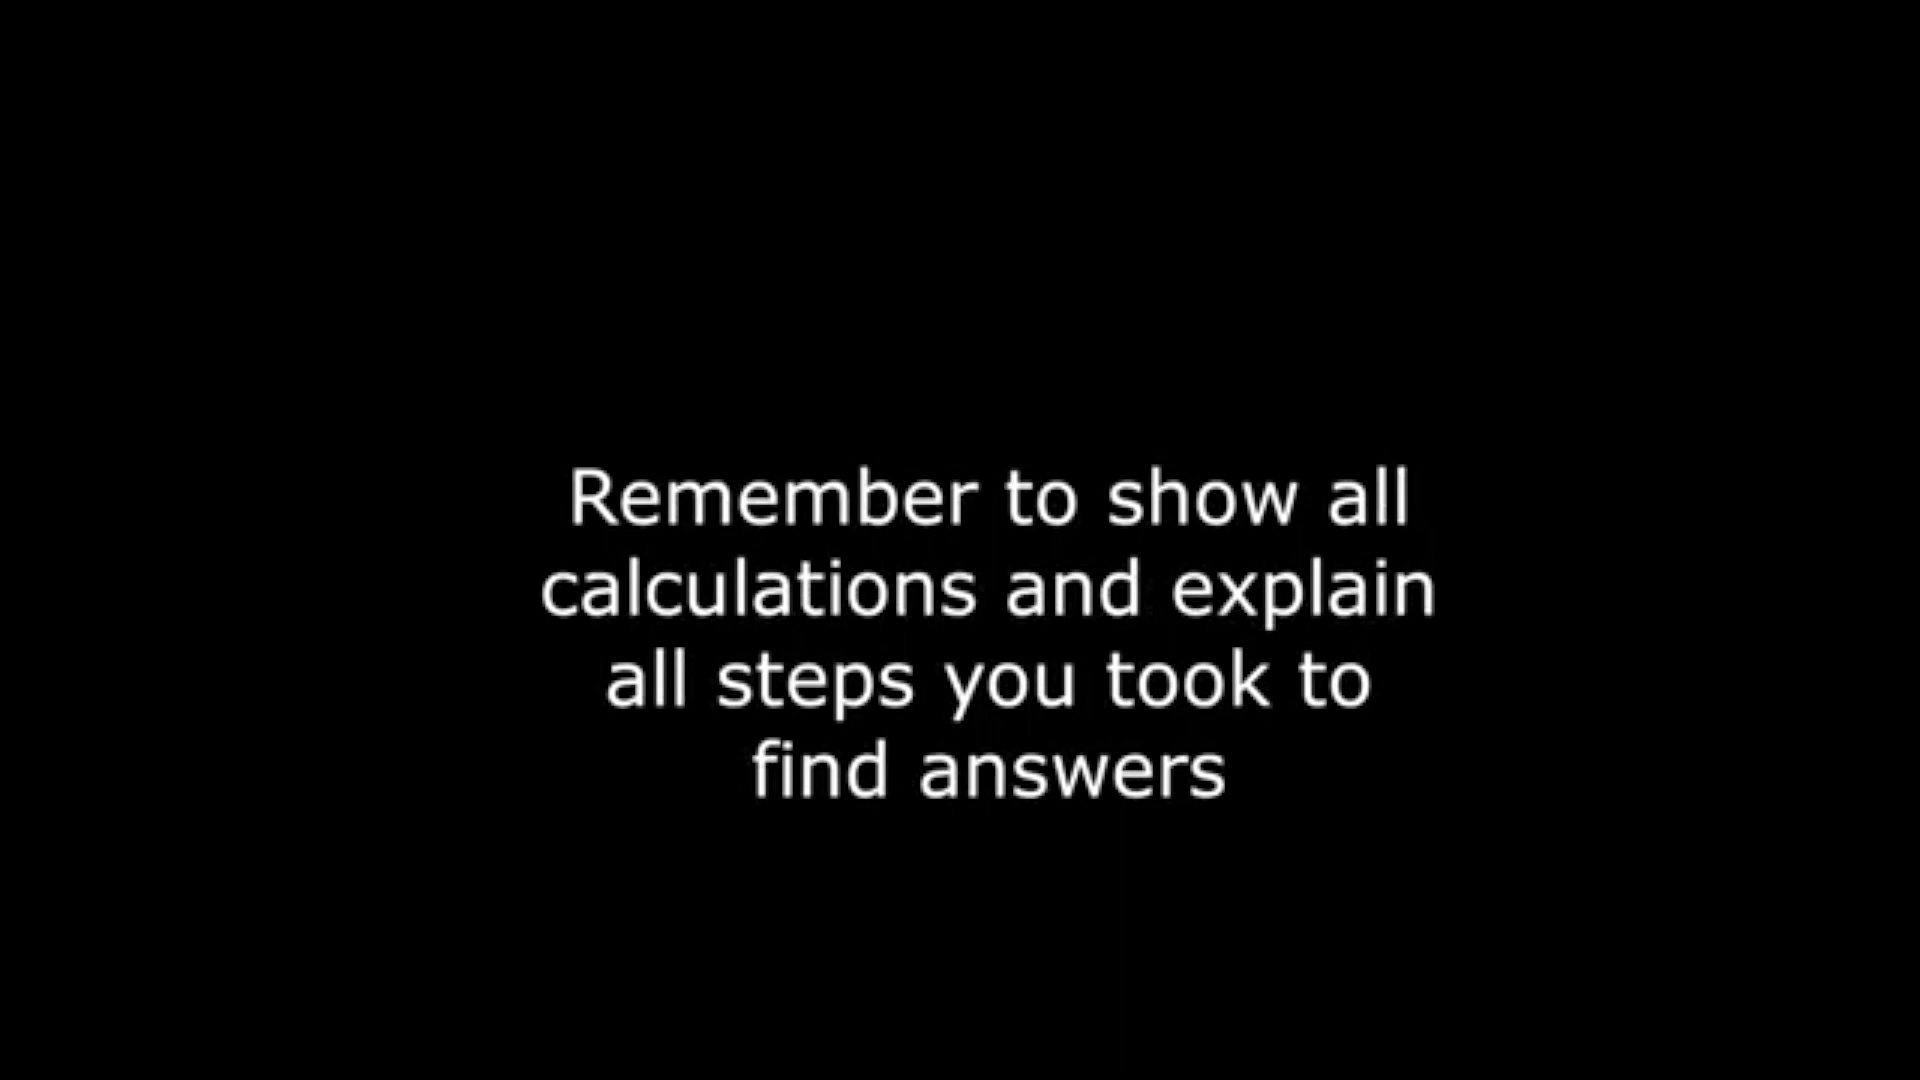 Remember to show all
calculations and explain
all steps you took to
find answers